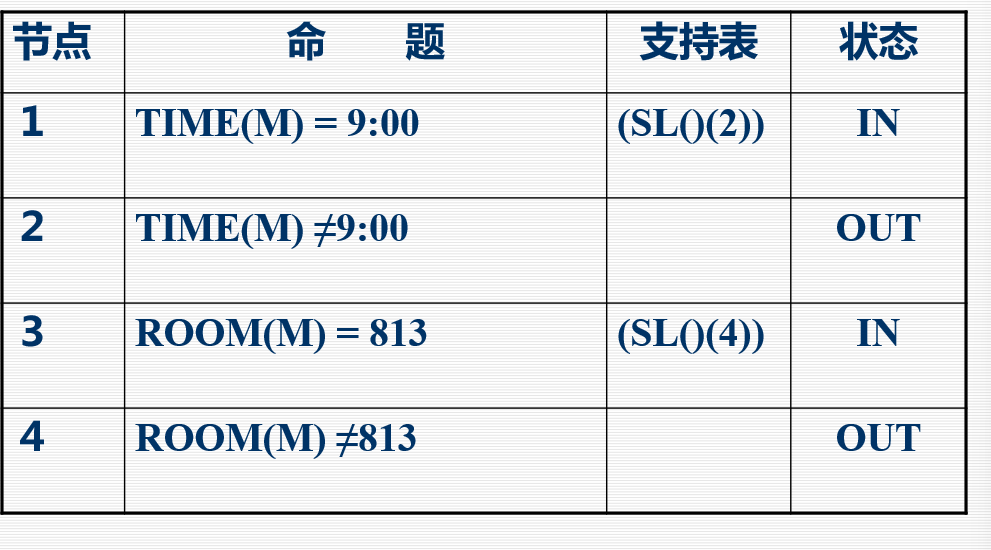 节点 命 题 支持表 状态
1 TIME(M) = 9:00 (SL()(2)) IN
2 TIME(M) ≠9:00 OUT
3 ROOM(M) = 813 (SL()(4)) IN
4 ROOM(M) ≠813 OUT